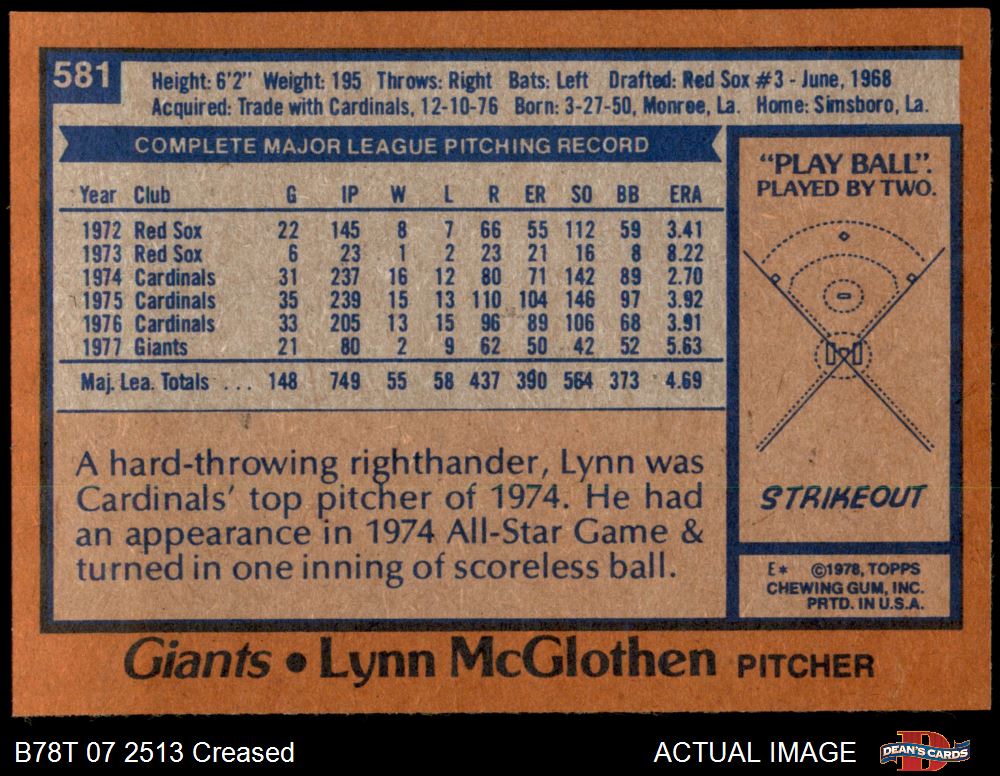 581
Height: 6'2" Weight: 195 Throws: Right Bats: Left Drafted: Red Sox #3 - June, 1968
Acquired: Trade with Cardinals, 12-10-76 Born: 3-27-50, Monroe, La. Home: Simsboro, La.
COMPLETE MAJOR LEAGUE PITCHING RECORD
Year Club G IP W L R ER SO BB ERA
1972 Red Sox 22 145 8 7 66 55 112 59 3.41
1973 Red Sox 6 23 1 2 23 21 16 8 8.22
1974 Cardinals 31 237 16 12 80 71 142 89 2.70
1975 Cardinals 35 239 15 13 110 104 146 97 3.92
1976 Cardinals 33 205 13 15 96 89 106 68 3.91
1977 Giants 21 80 2 9 62 50 42 52 5.63
Maj. Lea. Totals ... 148 749 55 58 437 390 564 373 4.69
A hard-throwing righthander, Lynn was
Cardinals' top pitcher of 1974. He had
an appearance in 1974 All-Star Game &
turned in one inning of scoreless ball.
"PLAY BALL".
PLAYED BY TWO.
STRIKEOUT
E* ©1978, TOPPS
CHEWING GUM, INC.
PRTD. IN U.S.A.
Giants • Lynn McGlothen PITCHER
B78T 07 2513 Creased
ACTUAL IMAGE
DEAN'S CARDS